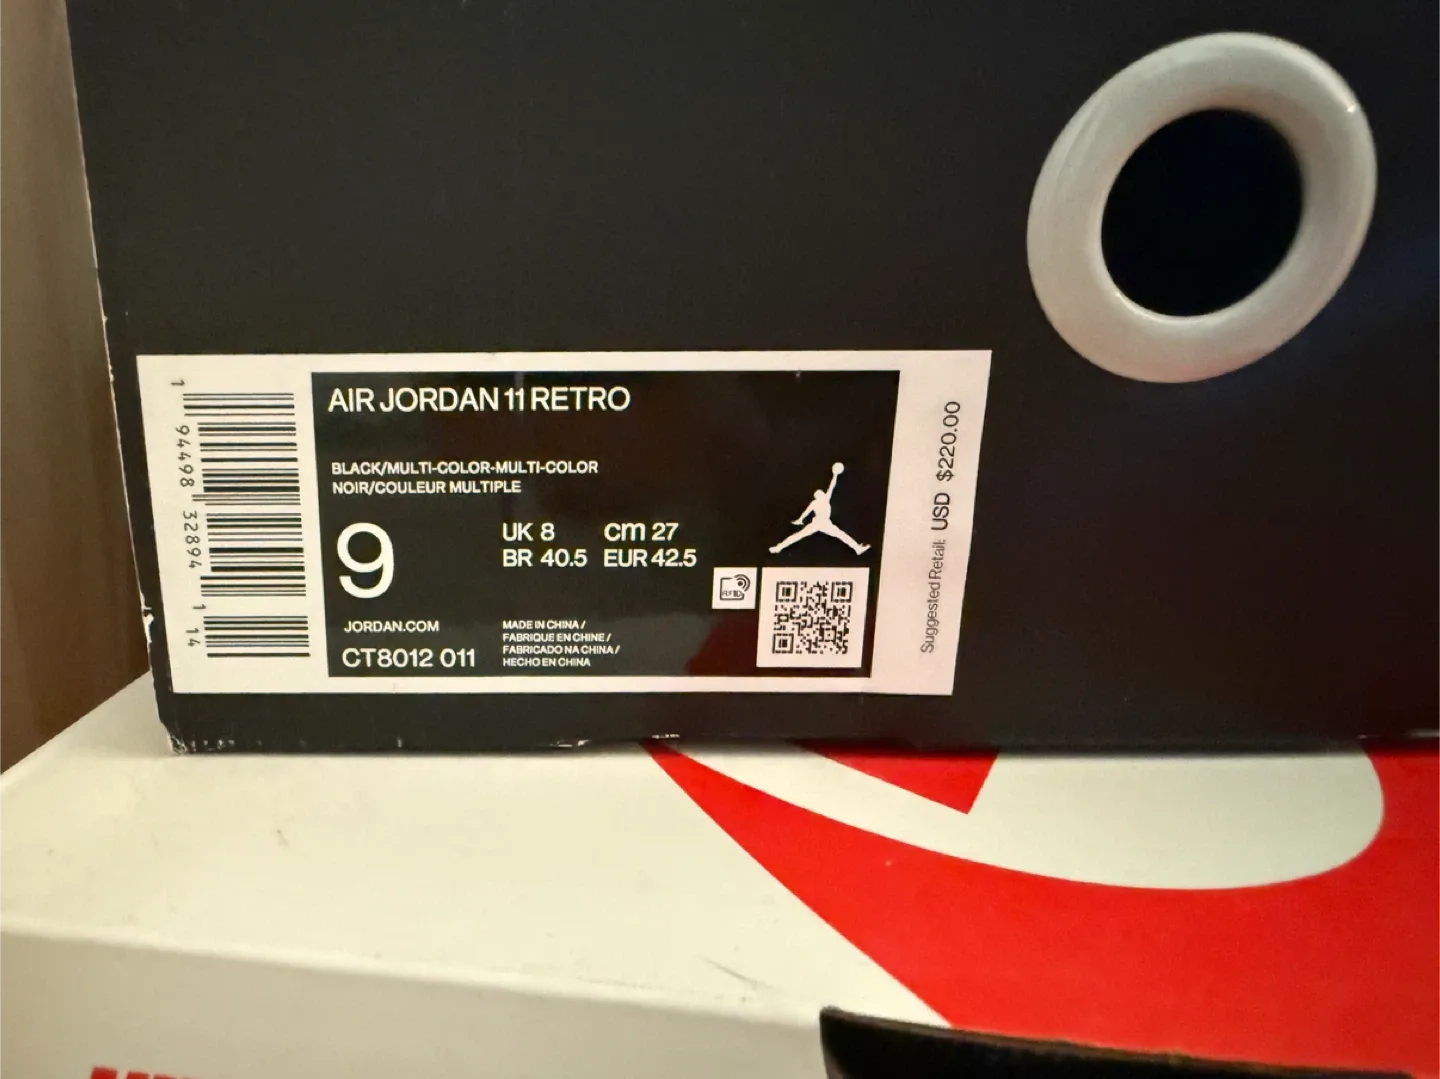 AIR JORDAN 11 RETRO
BLACK/MULTI-COLOR-MULTI-COLOR
NOIR/COULEUR MULTIPLE
9
UK 8 cm 27
BR 40.5 EUR 42.5
RFID
JORDAN.COM
CT8012 011
MADE IN CHINA /
FABRIQUE EN CHINE /
FABRICADO NA CHINA /
HECHO EN CHINA
1 94498 32894 1 14
Suggested Retail: USD $220.00